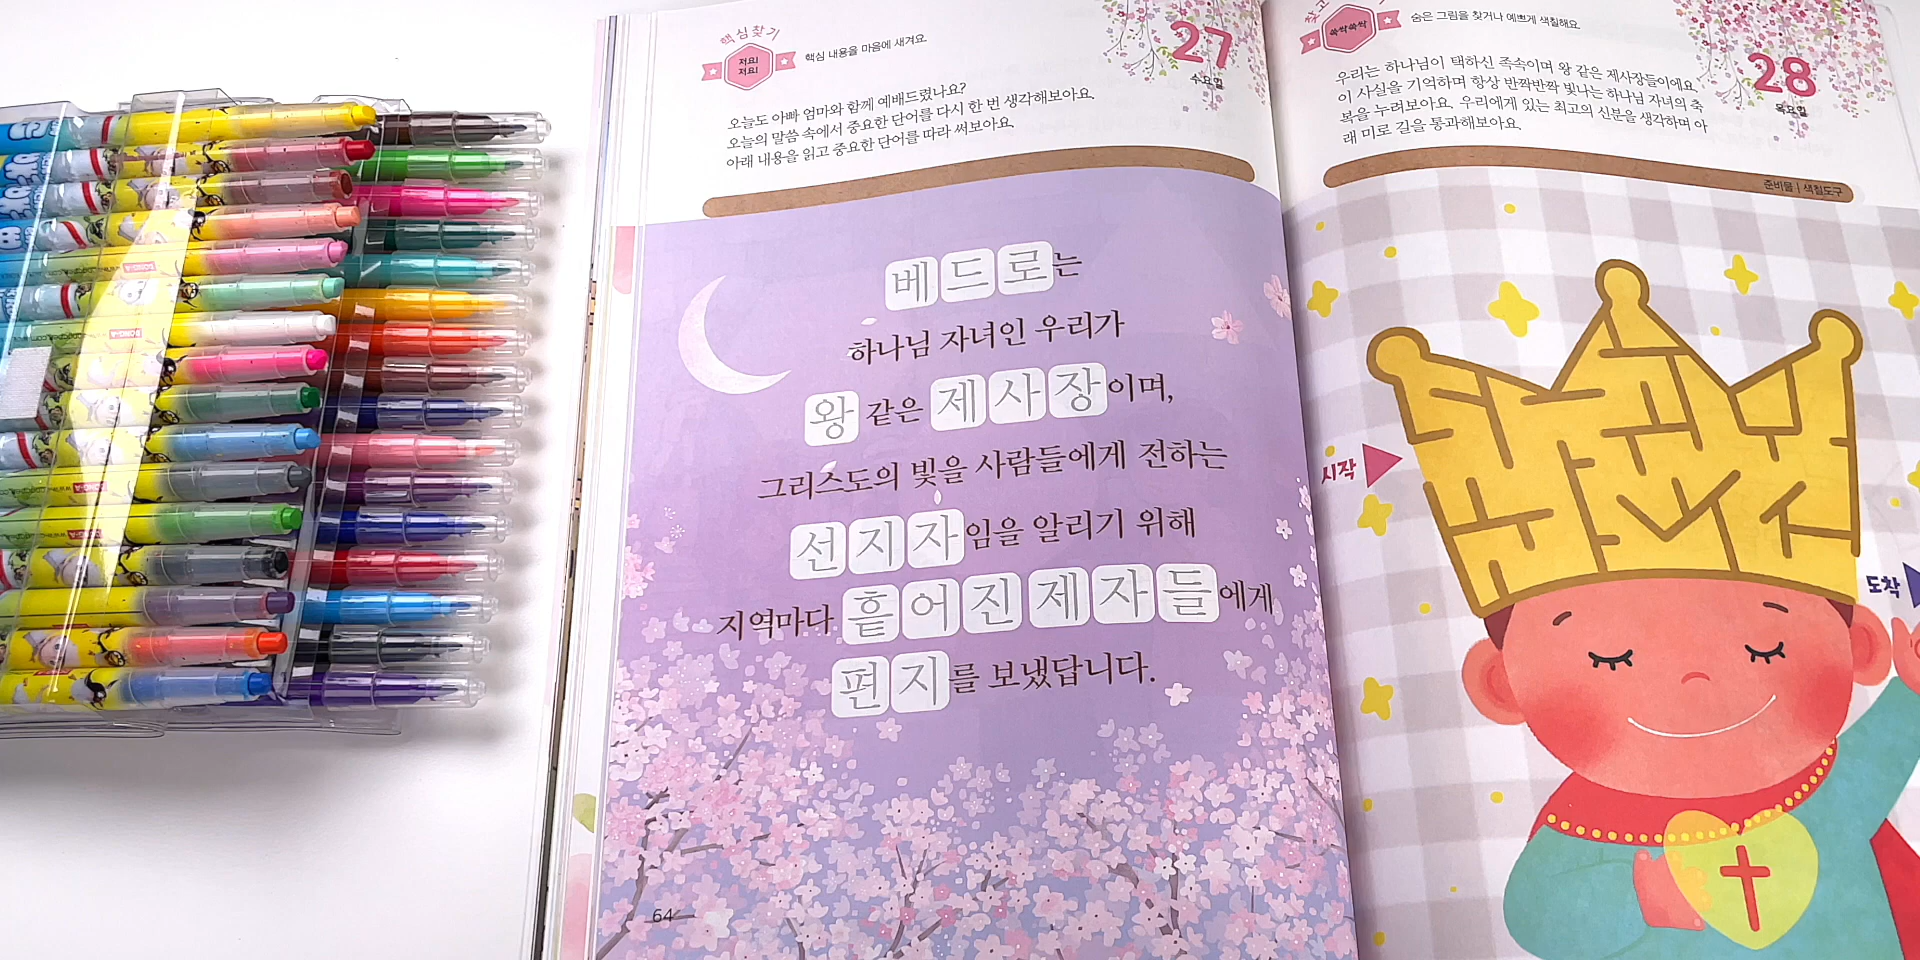 핵심찾기
저요!
저요!
핵심 내용을 마음에 새겨요.
27
수요일
오늘도 아빠 엄마와 함께 예배드렸나요?
오늘의 말씀 속에서 중요한 단어를 다시 한 번 생각해보아요.
아래 내용을 읽고 중요한 단어를 따라 써보아요.
베드로는
하나님 자녀인 우리가
왕 같은 제사장이며,
그리스도의 빛을 사람들에게 전하는
선지자임을 알리기 위해
지역마다 흩어진 제자들에게
편지를 보냈답니다.
64
찾고
쓱싹쓱싹
숨은 그림을 찾거나 예쁘게 색칠해요.
28
목요일
우리는 하나님이 택하신 족속이며 왕 같은 제사장들이에요.
이 사실을 기억하며 항상 반짝반짝 빛나는 하나님 자녀의 축
복을 누려보아요. 우리에게 있는 최고의 신분을 생각하며 아
래 미로 길을 통과해보아요.
준비물 | 색칠도구
시작
도착